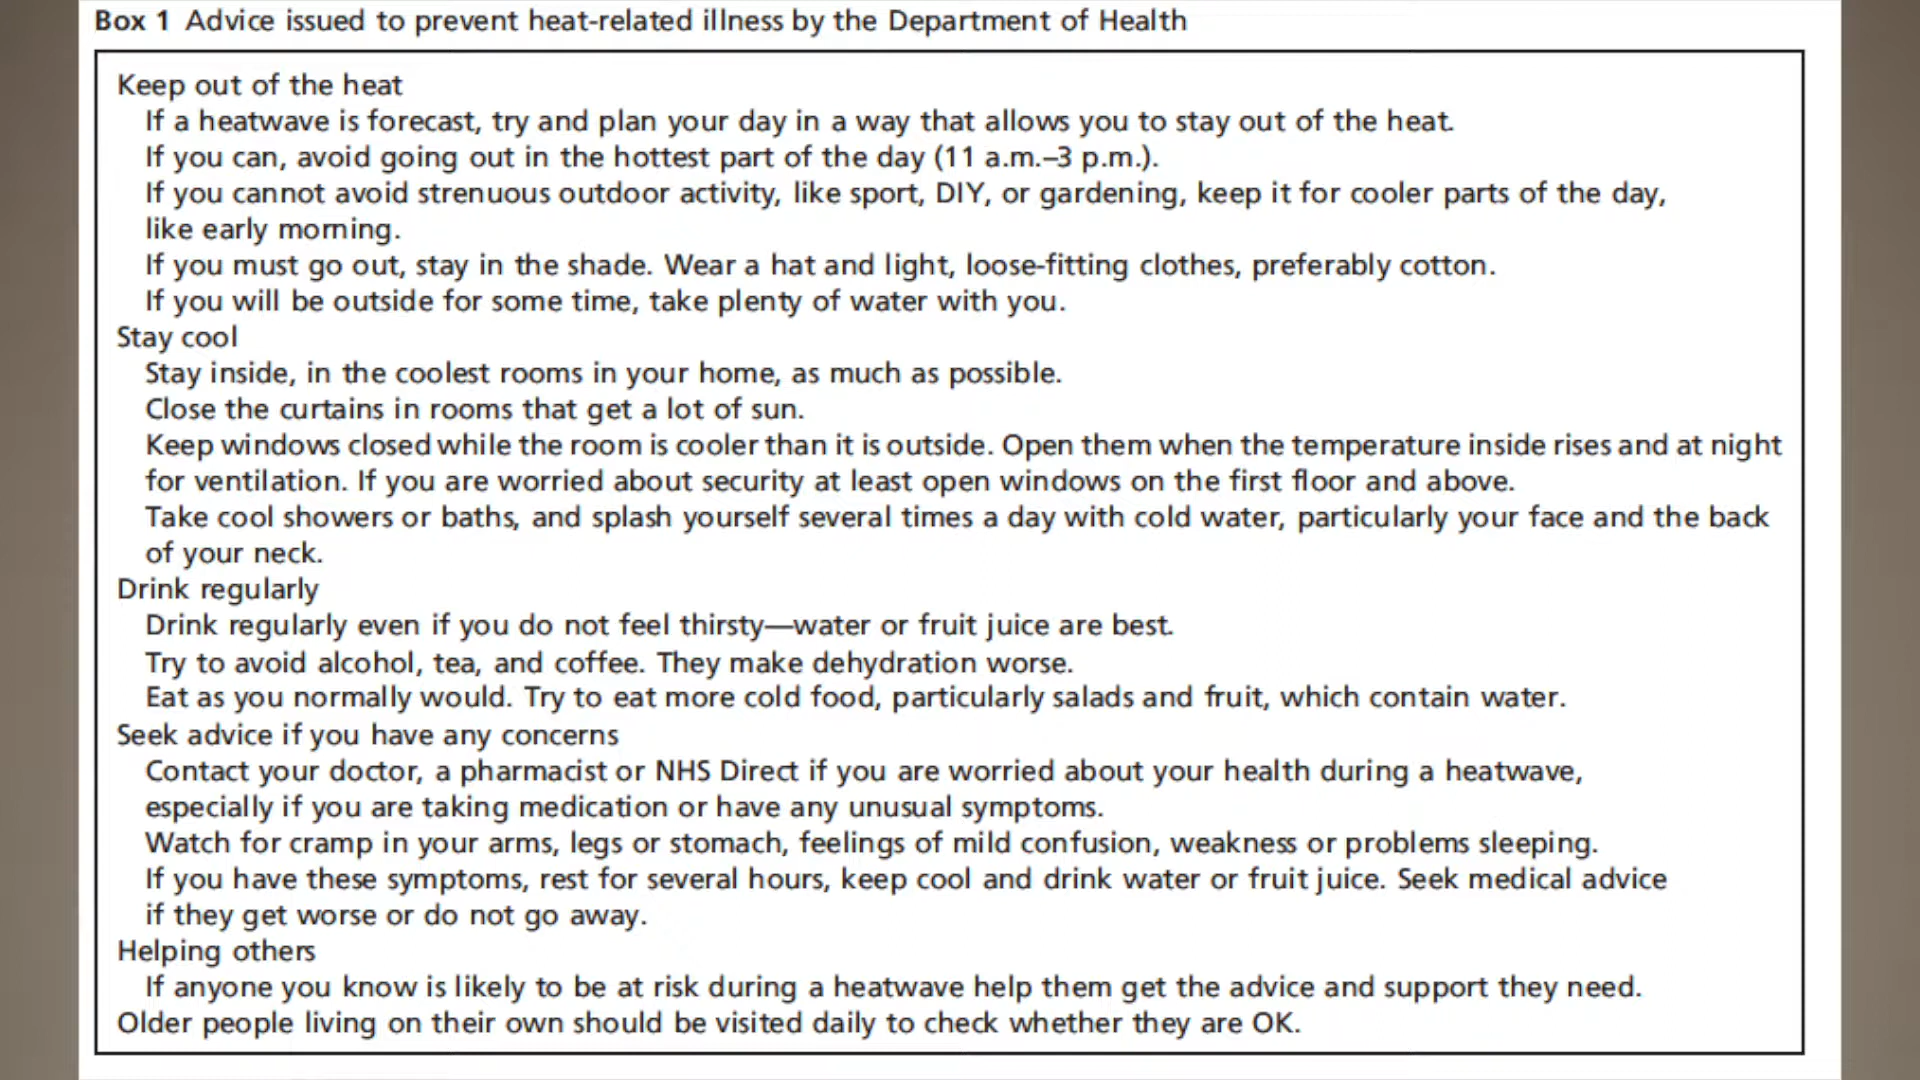 Box 1 Advice issued to prevent heat-related illness by the Department of Health
Keep out of the heat
If a heatwave is forecast, try and plan your day in a way that allows you to stay out of the heat.
If you can, avoid going out in the hottest part of the day (11 a.m.–3 p.m.).
If you cannot avoid strenuous outdoor activity, like sport, DIY, or gardening, keep it for cooler parts of the day,
like early morning.
If you must go out, stay in the shade. Wear a hat and light, loose-fitting clothes, preferably cotton.
If you will be outside for some time, take plenty of water with you.
Stay cool
Stay inside, in the coolest rooms in your home, as much as possible.
Close the curtains in rooms that get a lot of sun.
Keep windows closed while the room is cooler than it is outside. Open them when the temperature inside rises and at night
for ventilation. If you are worried about security at least open windows on the first floor and above.
Take cool showers or baths, and splash yourself several times a day with cold water, particularly your face and the back
of your neck.
Drink regularly
Drink regularly even if you do not feel thirsty—water or fruit juice are best.
Try to avoid alcohol, tea, and coffee. They make dehydration worse.
Eat as you normally would. Try to eat more cold food, particularly salads and fruit, which contain water.
Seek advice if you have any concerns
Contact your doctor, a pharmacist or NHS Direct if you are worried about your health during a heatwave,
especially if you are taking medication or have any unusual symptoms.
Watch for cramp in your arms, legs or stomach, feelings of mild confusion, weakness or problems sleeping.
If you have these symptoms, rest for several hours, keep cool and drink water or fruit juice. Seek medical advice
if they get worse or do not go away.
Helping others
If anyone you know is likely to be at risk during a heatwave help them get the advice and support they need.
Older people living on their own should be visited daily to check whether they are OK.